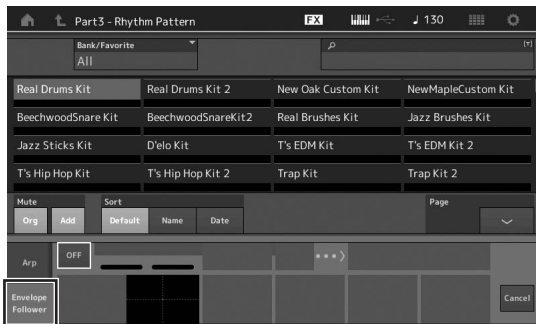 Part3 - Rhythm Pattern FX ♩ 130
Bank/Favorite
All [T]
Real Drums Kit Real Drums Kit 2 New Oak Custom Kit NewMapleCustom Kit
BeechwoodSnare Kit BeechwoodSnareKit2 Real Brushes Kit Jazz Brushes Kit
Jazz Sticks Kit D'elo Kit T's EDM Kit T's EDM Kit 2
T's Hip Hop Kit T's Hip Hop Kit 2 Trap Kit Trap Kit 2
Mute Sort Page
Org Add Default Name Date
Arp OFF
Envelope Cancel
Follower